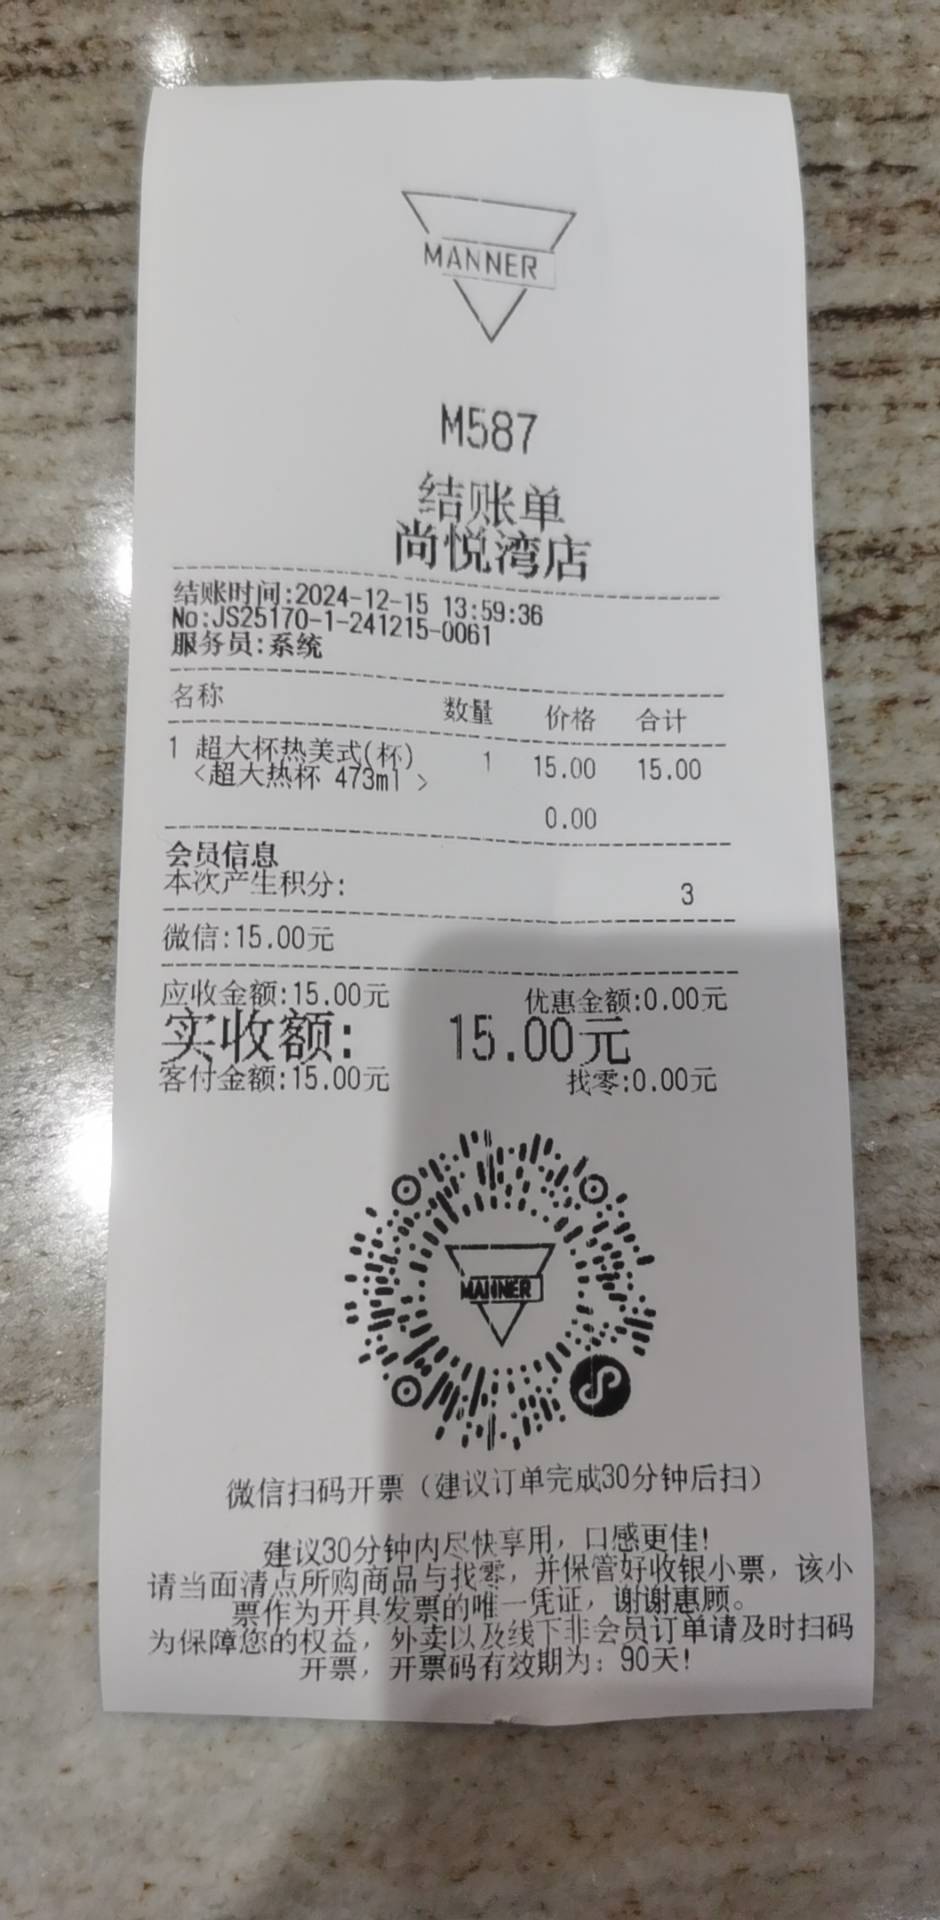 MANNER
M587
结账单
尚悦湾店
结账时间:2024-12-15 13:59:36
No:JS25170-1-241215-0061
服务员:系统
名称 数量 价格 合计
1 超大杯热美式(杯) 1 15.00 15.00
<超大热杯 473ml >
0.00
会员信息
本次产生积分: 3
微信:15.00元
应收金额:15.00元 优惠金额:0.00元
实收额: 15.00元
客付金额:15.00元 找零:0.00元
MANNER
微信扫码开票（建议订单完成30分钟后扫）
建议30分钟内尽快享用，口感更佳!
请当面清点所购商品与找零，并保管好收银小票，该小
票作为开具发票的唯一凭证，谢谢惠顾。
为保障您的权益，外卖以及线下非会员订单请及时扫码
开票，开票码有效期为：90天!